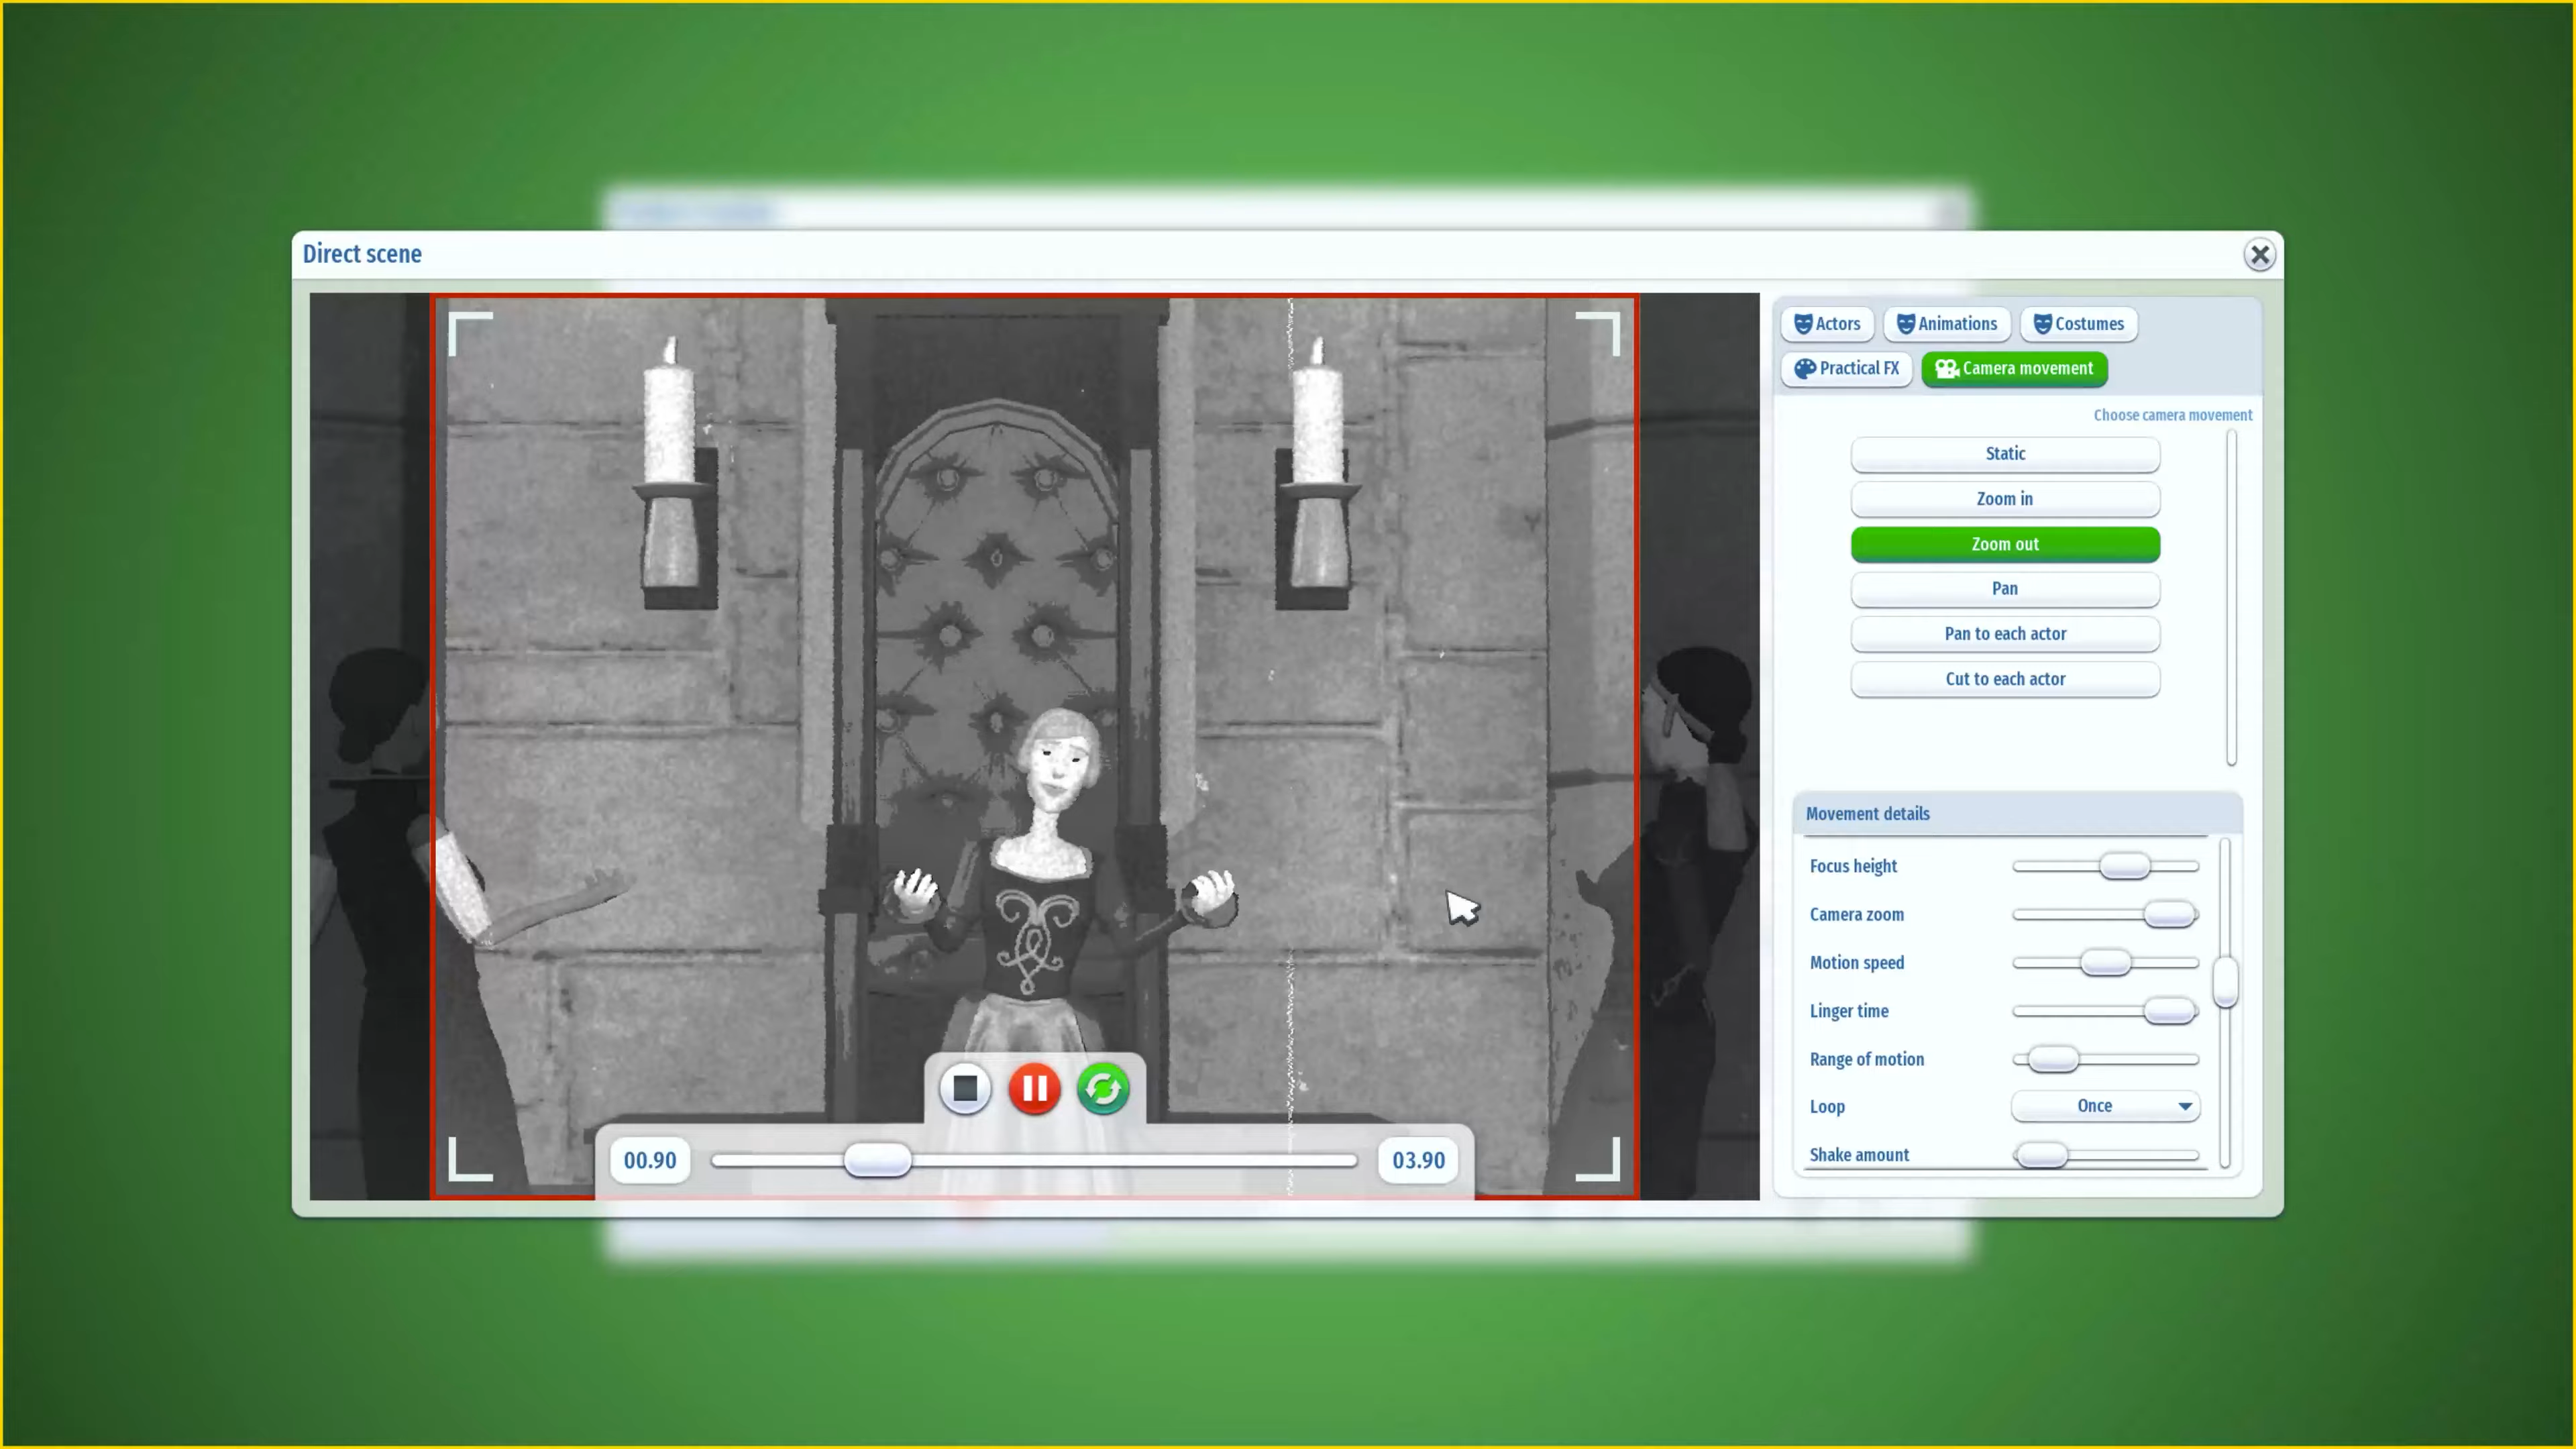 Direct scene
Actors
Animations
Costumes
Practical FX
Camera movement
Choose camera movement
Static
Zoom in
Zoom out
Pan
Pan to each actor
Cut to each actor
Movement details
Focus height
Camera zoom
Motion speed
Linger time
Range of motion
Loop
Once
Shake amount
00.90
03.90